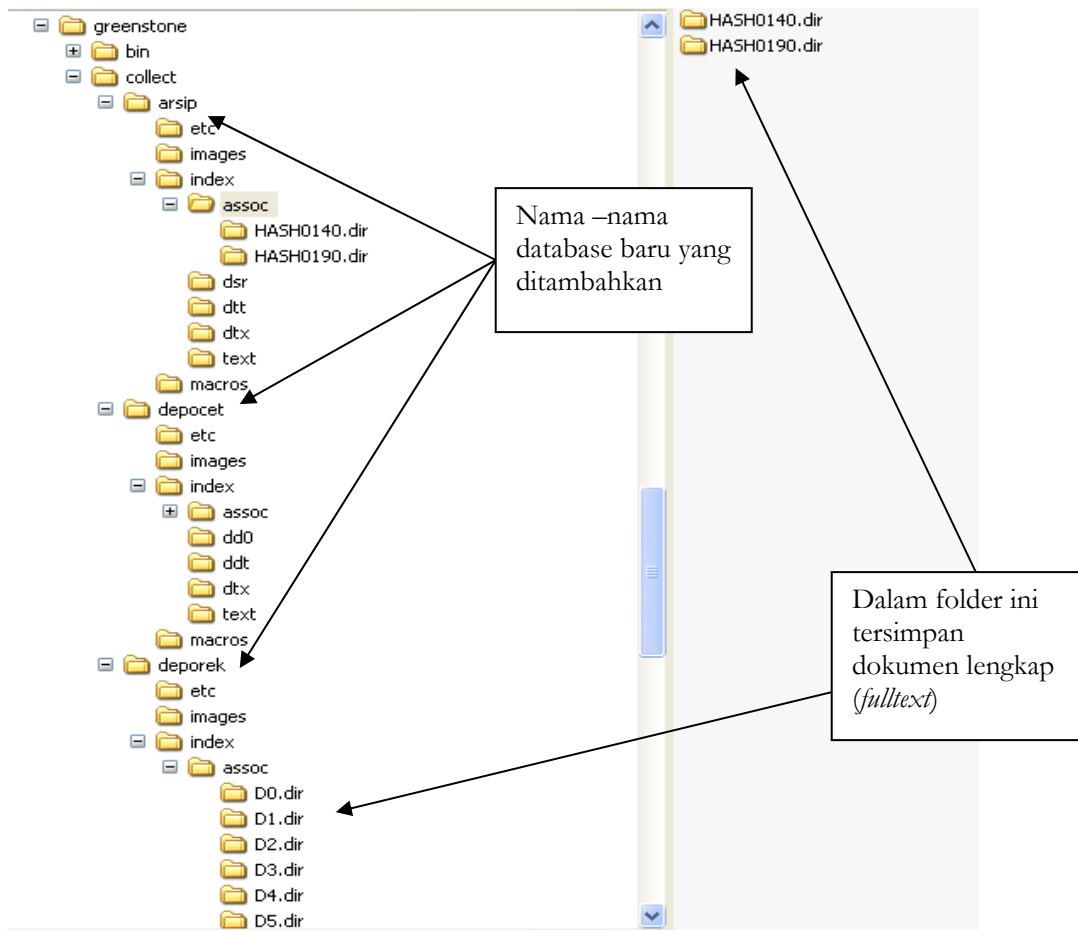 greenstone
bin
collect
arsip
etc
images
index
assoc
HASH0140.dir
HASH0190.dir
dsr
dtt
dtx
text
macros
depocet
etc
images
index
assoc
dd0
ddt
dtx
text
macros
deporek
etc
images
index
assoc
D0.dir
D1.dir
D2.dir
D3.dir
D4.dir
D5.dir
HASH0140.dir
HASH0190.dir
Nama –nama
database baru yang
ditambahkan
Dalam folder ini
tersimpan
dokumen lengkap
(fulltext)